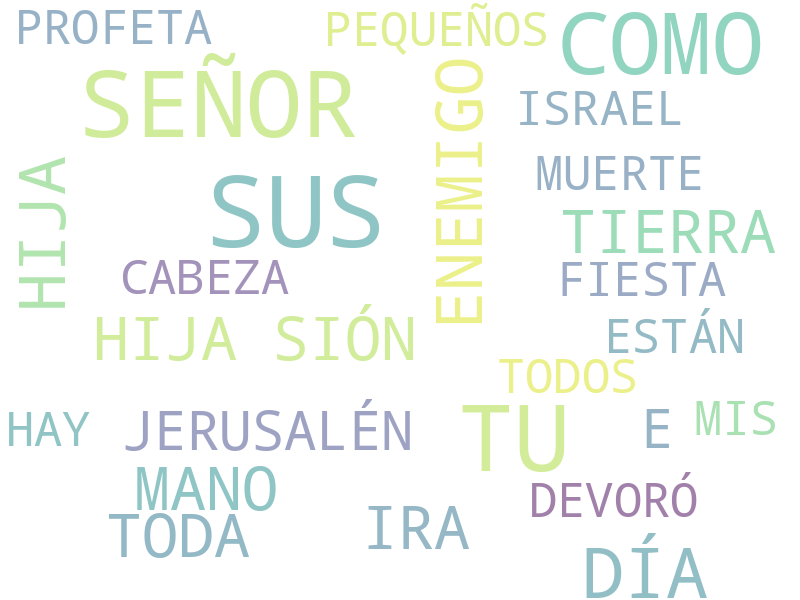 PROFETA
PEQUEÑOS
COMO
SEÑOR
ENEMIGO
ISRAEL
HIJA
SUS
MUERTE
TIERRA
CABEZA
FIESTA
HIJA SIÓN
ESTÁN
TODOS
HAY
JERUSALÉN
TU
E
MIS
MANO
DEVORÓ
TODA
IRA
DÍA